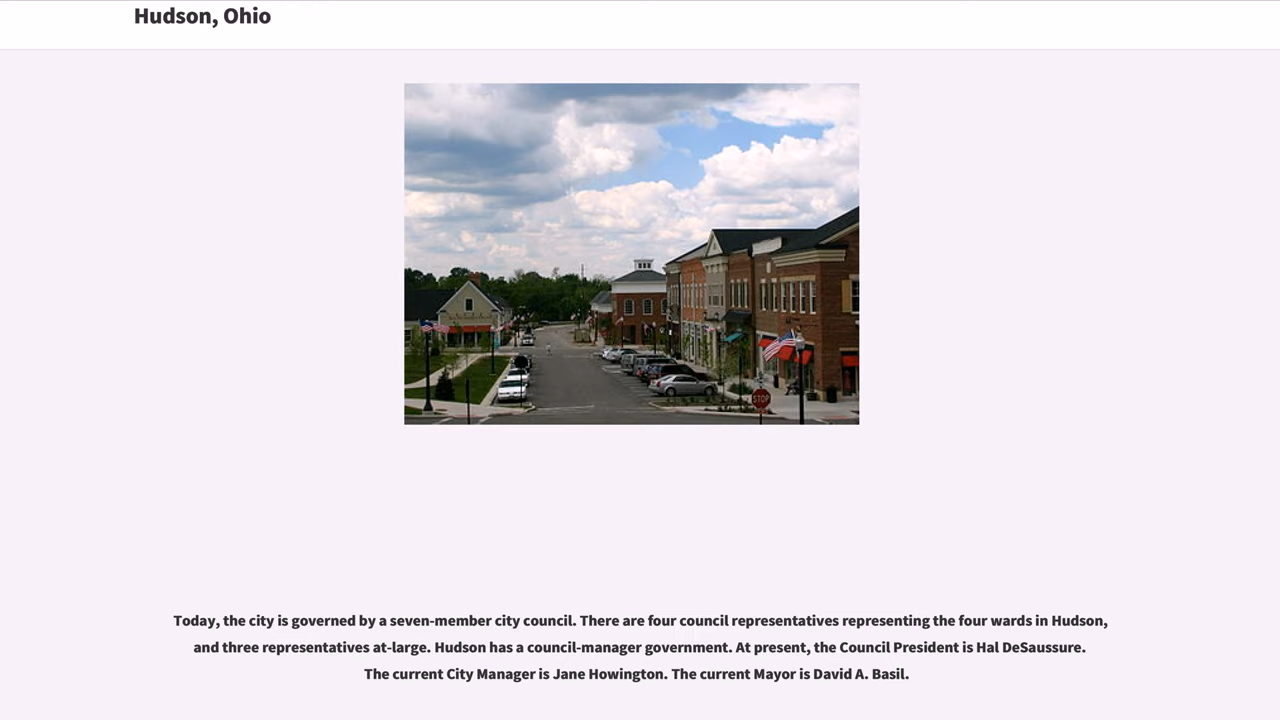 Hudson, Ohio
STOP
Today, the city is governed by a seven-member city council. There are four council representatives representing the four wards in Hudson,
and three representatives at-large. Hudson has a council-manager government. At present, the Council President is Hal DeSaussure.
The current City Manager is Jane Howington. The current Mayor is David A. Basil.